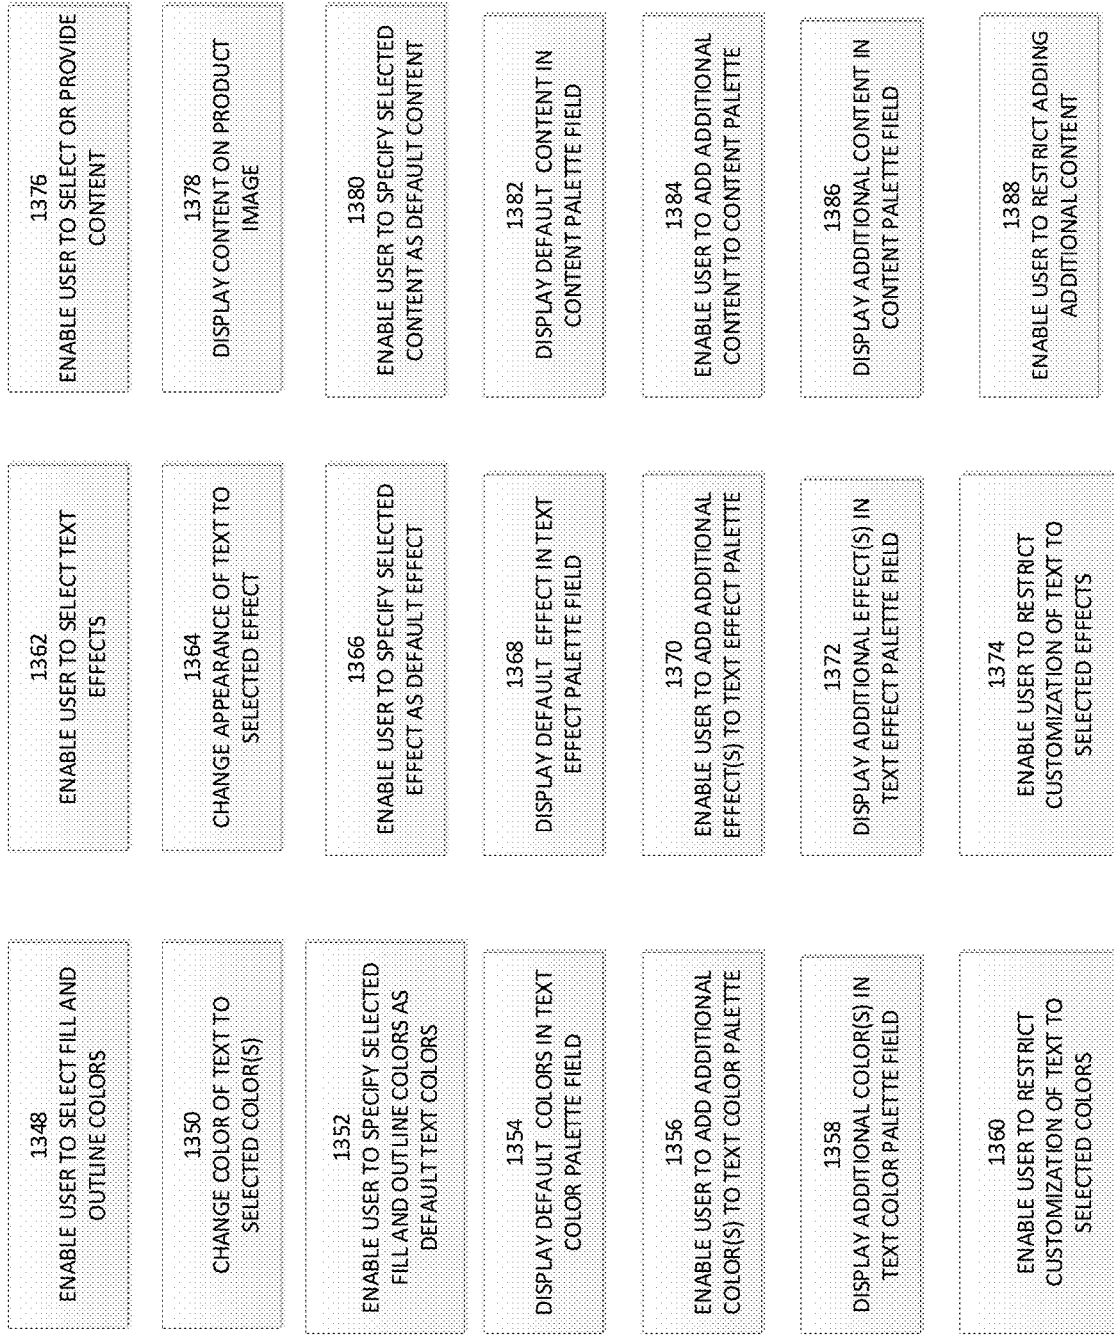 1348
ENABLE USER TO SELECT FILL AND
OUTLINE COLORS
1350
CHANGE COLOR OF TEXT TO
SELECTED COLOR(S)
1352
ENABLE USER TO SPECIFY SELECTED
FILL AND OUTLINE COLORS AS
DEFAULT TEXT COLORS
1354
DISPLAY DEFAULT COLORS IN TEXT
COLOR PALETTE FIELD
1356
ENABLE USER TO ADD ADDITIONAL
COLOR(S) TO TEXT COLOR PALETTE
1358
DISPLAY ADDITIONAL COLOR(S) IN
TEXT COLOR PALETTE FIELD
1360
ENABLE USER TO RESTRICT
CUSTOMIZATION OF TEXT TO
SELECTED COLORS
1362
ENABLE USER TO SELECT TEXT
EFFECTS
1364
CHANGE APPEARANCE OF TEXT TO
SELECTED EFFECT
1366
ENABLE USER TO SPECIFY SELECTED
EFFECT AS DEFAULT EFFECT
1368
DISPLAY DEFAULT EFFECT IN TEXT
EFFECT PALETTE FIELD
1370
ENABLE USER TO ADD ADDITIONAL
EFFECT(S) TO TEXT EFFECT PALETTE
1372
DISPLAY ADDITIONAL EFFECT(S) IN
TEXT EFFECT PALETTE FIELD
1374
ENABLE USER TO RESTRICT
CUSTOMIZATION OF TEXT TO
SELECTED EFFECTS
1376
ENABLE USER TO SELECT OR PROVIDE
CONTENT
1378
DISPLAY CONTENT ON PRODUCT
IMAGE
1380
ENABLE USER TO SPECIFY SELECTED
CONTENT AS DEFAULT CONTENT
1382
DISPLAY DEFAULT CONTENT IN
CONTENT PALETTE FIELD
1384
ENABLE USER TO ADD ADDITIONAL
CONTENT TO CONTENT PALETTE
1386
DISPLAY ADDITIONAL CONTENT IN
CONTENT PALETTE FIELD
1388
ENABLE USER TO RESTRICT ADDING
ADDITIONAL CONTENT